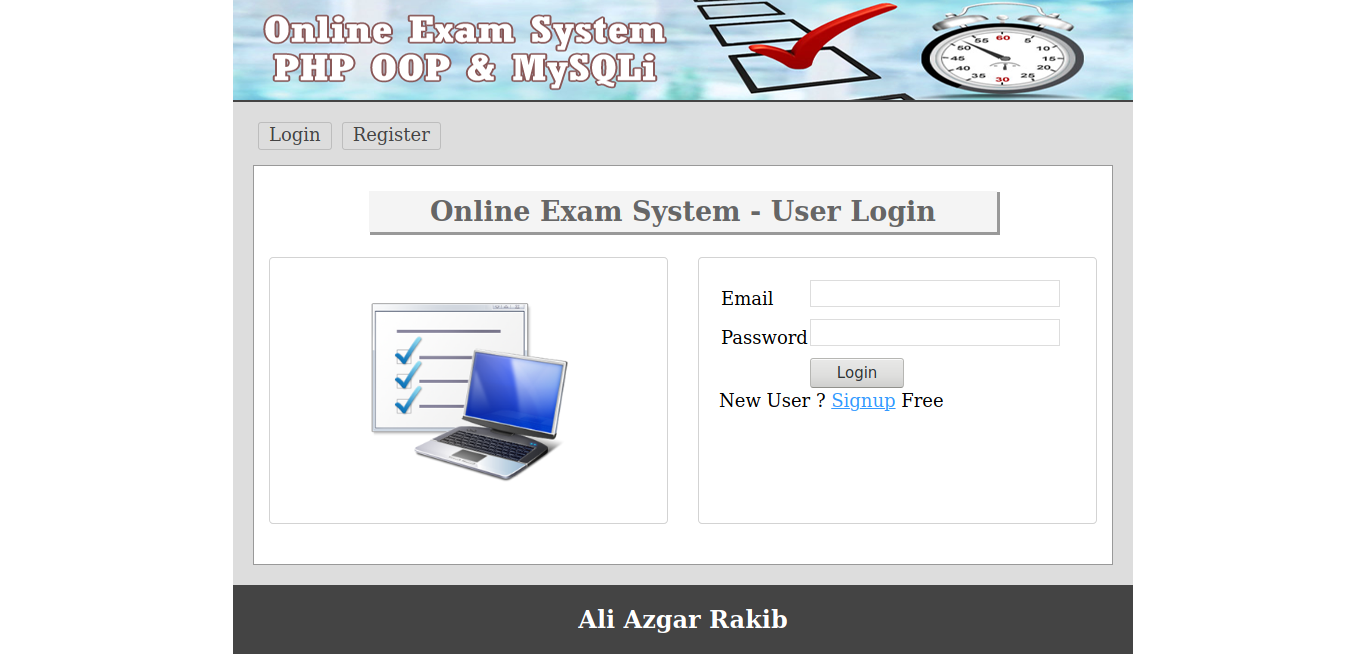 Online Exam System
PHP OOP & MySQLi
60
5
10
15
20
25
30
35
40
45
50
55
Login Register
Online Exam System - User Login
Email
Password
Login
New User ? Signup Free
Ali Azgar Rakib